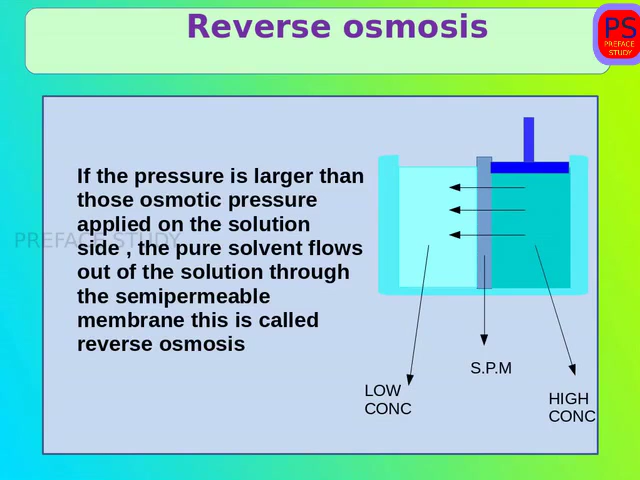 Reverse osmosis
PS
PREFACE
STUDY
If the pressure is larger than
those osmotic pressure
applied on the solution
side , the pure solvent flows
out of the solution through
the semipermeable
membrane this is called
reverse osmosis
PREFACE STUDY
S.P.M
LOW
CONC
HIGH
CONC